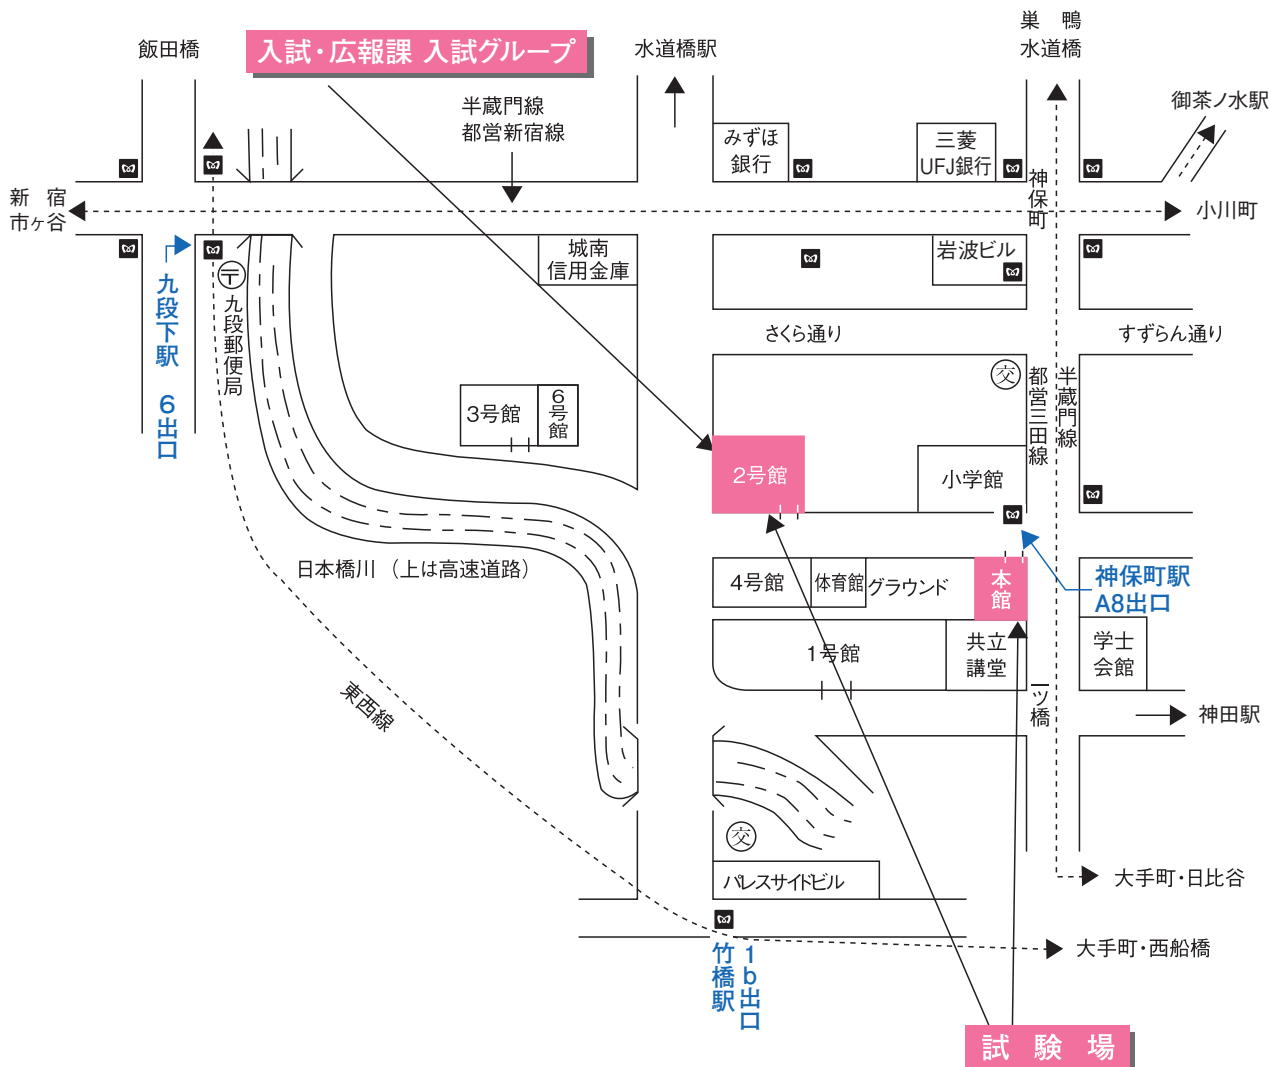 飯田橋
入試・広報課 入試グループ
水道橋駅
巣 鴨
水道橋
御茶ノ水駅
半蔵門線
都営新宿線
みずほ
銀行
三菱
UFJ銀行
神保町
新 宿
市ヶ谷
小川町
九段下駅 6出口
〒
九段郵便局
城南
信用金庫
岩波ビル
さくら通り
すずらん通り
交
都営三田線
半蔵門線
3号館
6号館
2号館
小学館
日本橋川(上は高速道路)
4号館
体育館
グラウンド
本館
神保町駅
A8出口
1号館
共立
講堂
学士
会館
一ツ橋
神田駅
東西線
交
パレスサイドビル
大手町・日比谷
大手町・西船橋
竹橋駅
1b出口
試 験 場